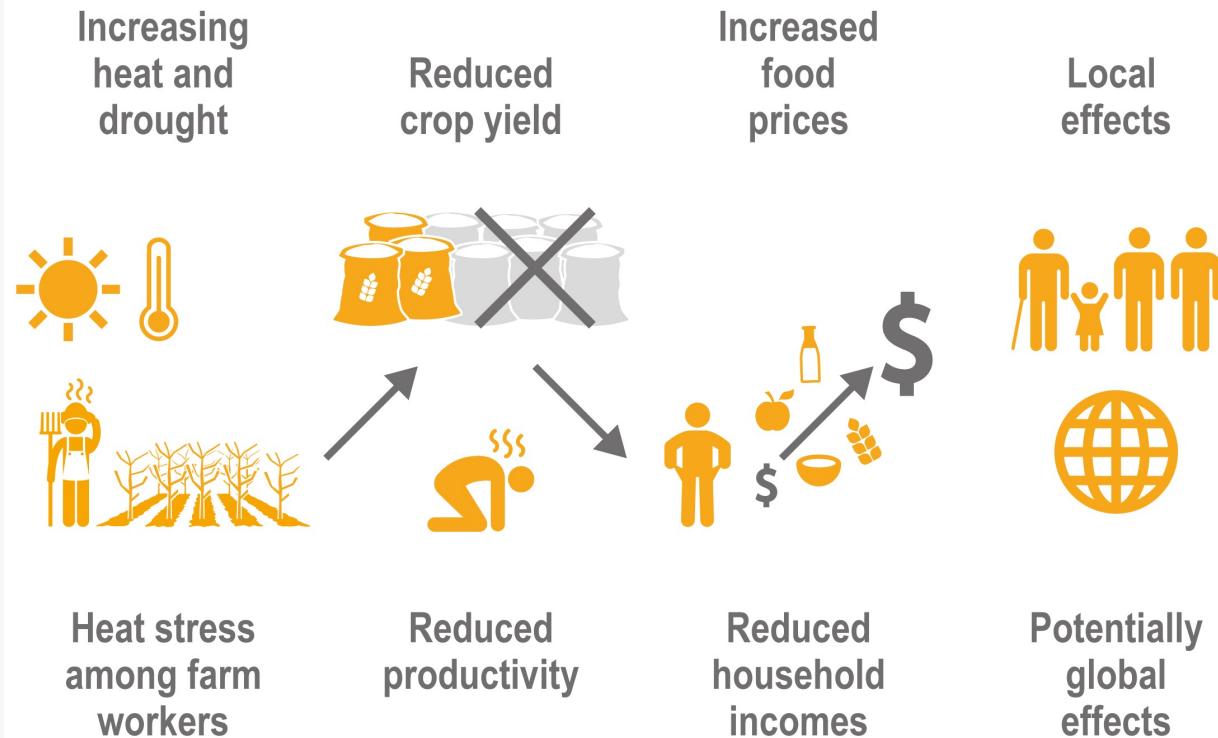 Increasing
heat and
drought
Reduced
crop yield
Increased
food
prices
Local
effects
$
$
Heat stress
among farm
workers
Reduced
productivity
Reduced
household
incomes
Potentially
global
effects